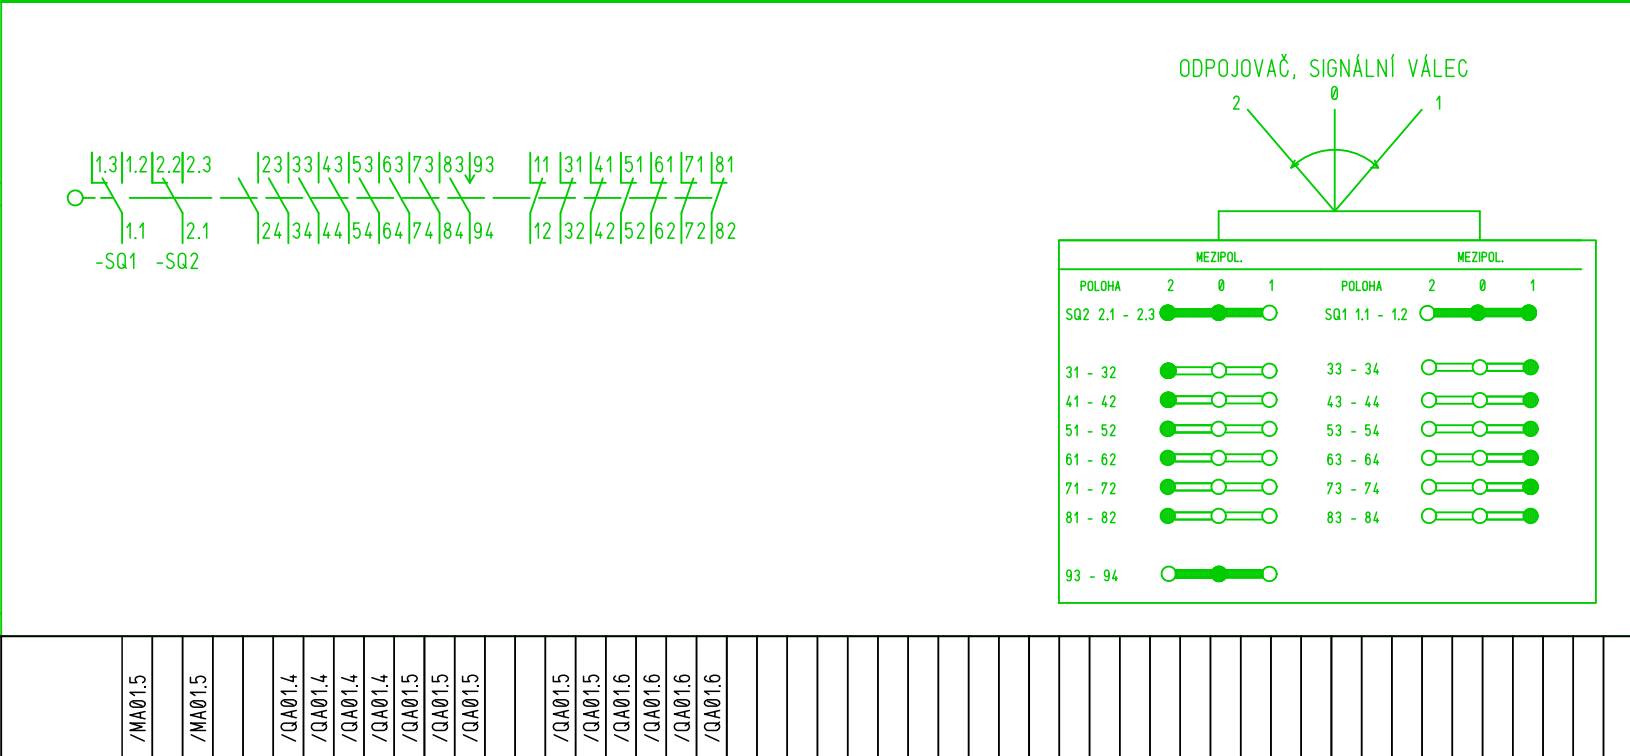 ODPOJOVAČ, SIGNÁLNÍ VÁLEC
2 0 1
1.3 1.2 2.2 2.3 23 33 43 53 63 73 83 93 11 31 41 51 61 71 81
1.1 2.1 24 34 44 54 64 74 84 94 12 32 42 52 62 72 82
-SQ1 -SQ2
MEZIPOL. MEZIPOL.
POLOHA 2 0 1 POLOHA 2 0 1
SQ2 2.1 - 2.3 SQ1 1.1 - 1.2
31 - 32 33 - 34
41 - 42 43 - 44
51 - 52 53 - 54
61 - 62 63 - 64
71 - 72 73 - 74
81 - 82 83 - 84
93 - 94
/MA01.5
/MA01.5
/QA01.4
/QA01.4
/QA01.4
/QA01.4
/QA01.5
/QA01.5
/QA01.5
/QA01.5
/QA01.5
/QA01.6
/QA01.6
/QA01.6
/QA01.6